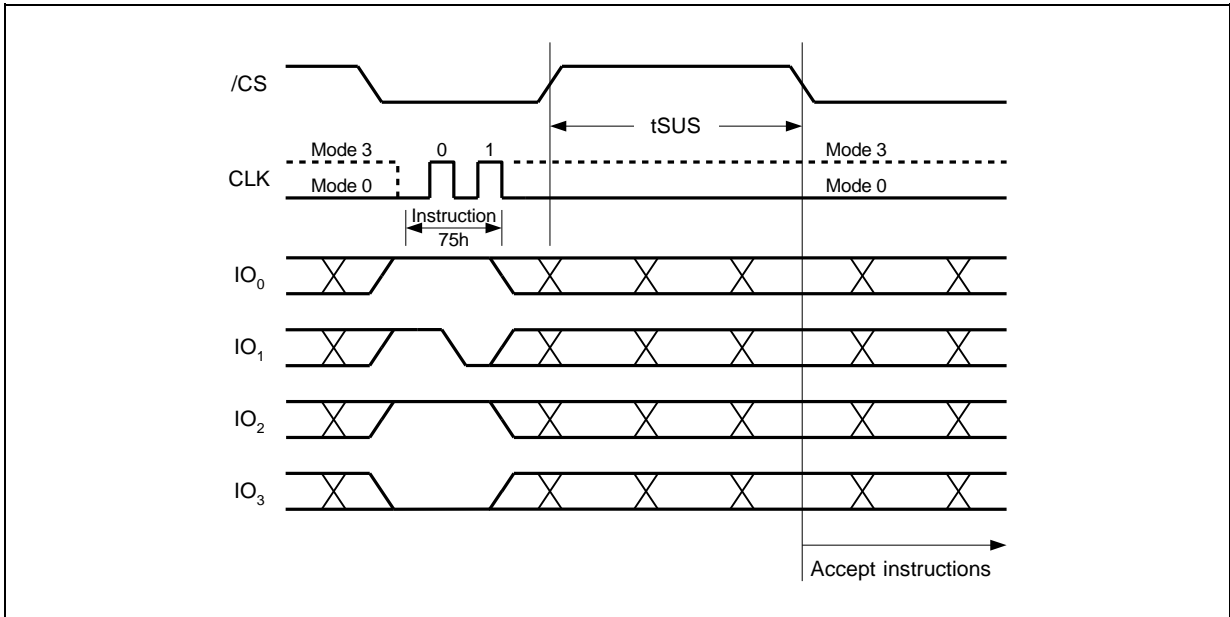 /CS
tSUS
Mode 3 0 1 Mode 3
CLK
Mode 0 Mode 0
Instruction
75h
IO0
IO1
IO2
IO3
Accept instructions